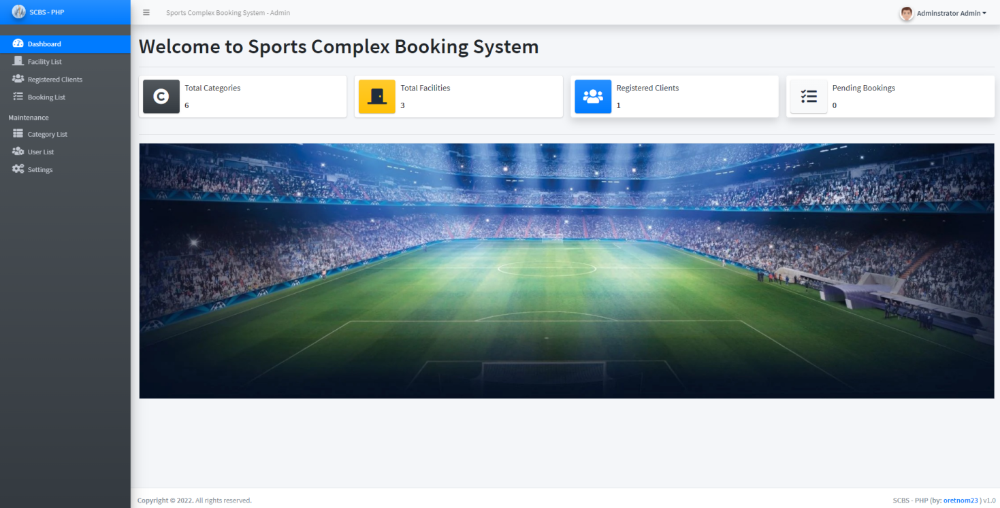 SCBS - PHP
Sports Complex Booking System - Admin
Adminstrator Admin
Dashboard
Facility List
Registered Clients
Booking List
Maintenance
Category List
User List
Settings
Welcome to Sports Complex Booking System
Total Categories
6
Total Facilities
3
Registered Clients
1
Pending Bookings
0
Copyright © 2022. All rights reserved.
SCBS - PHP (by: oretnom23 ) v1.0